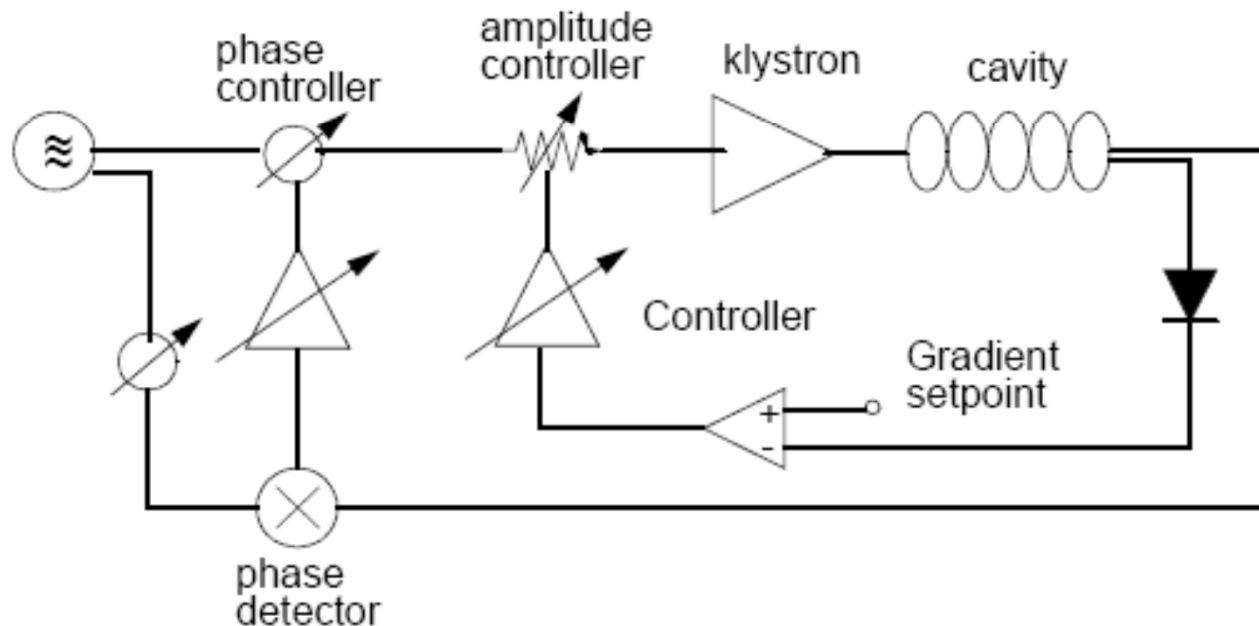 phase
controller
amplitude
controller
klystron
cavity
Controller
Gradient
setpoint
+
-
phase
detector